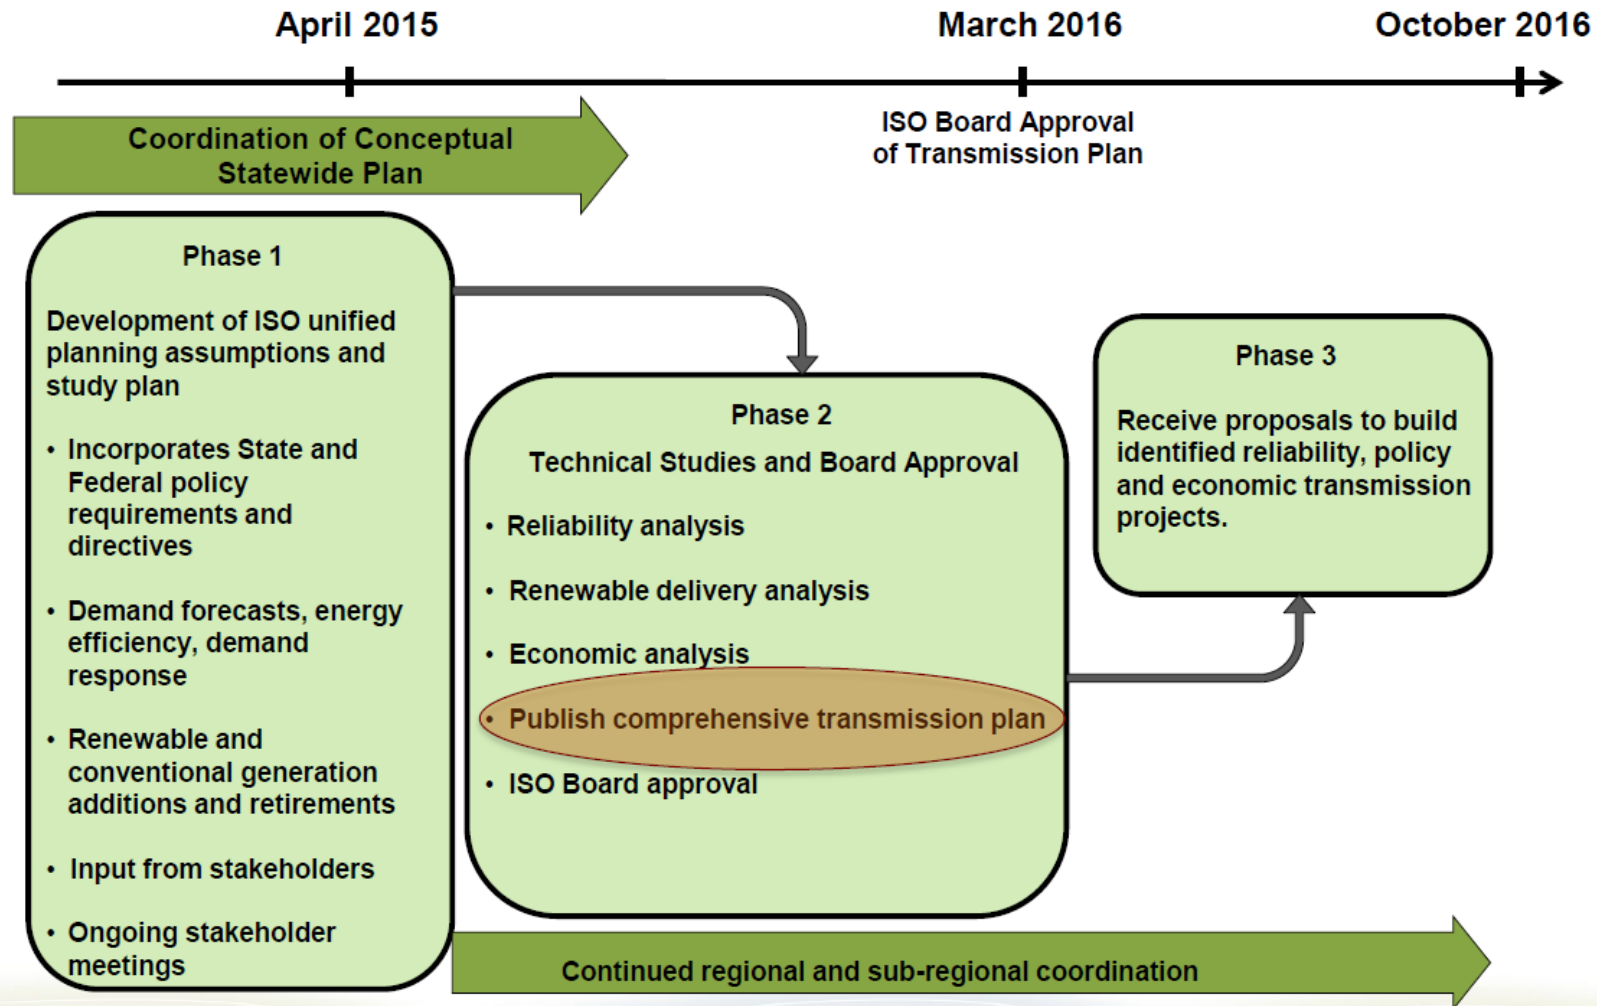 April 2015
March 2016
October 2016
ISO Board Approval
of Transmission Plan
Coordination of Conceptual
Statewide Plan
Phase 1
Development of ISO unified
planning assumptions and
study plan
• Incorporates State and
Federal policy
requirements and
directives
• Demand forecasts, energy
efficiency, demand
response
• Renewable and
conventional generation
additions and retirements
• Input from stakeholders
• Ongoing stakeholder
meetings
Phase 2
Technical Studies and Board Approval
• Reliability analysis
• Renewable delivery analysis
• Economic analysis
• Publish comprehensive transmission plan
• ISO Board approval
Phase 3
Receive proposals to build
identified reliability, policy
and economic transmission
projects.
Continued regional and sub-regional coordination